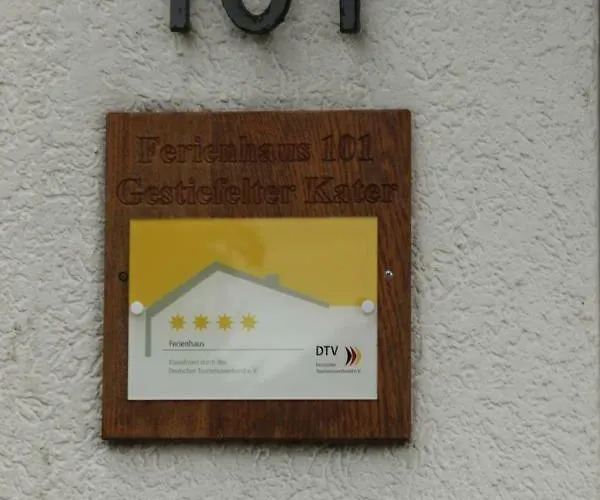 101
Ferienhaus 101
Gestiefelter Kater
Ferienhaus
Klassifiziert durch den
Deutschen Tourismusverband e.V.
DTV
Deutscher
Tourismusverband e.V.